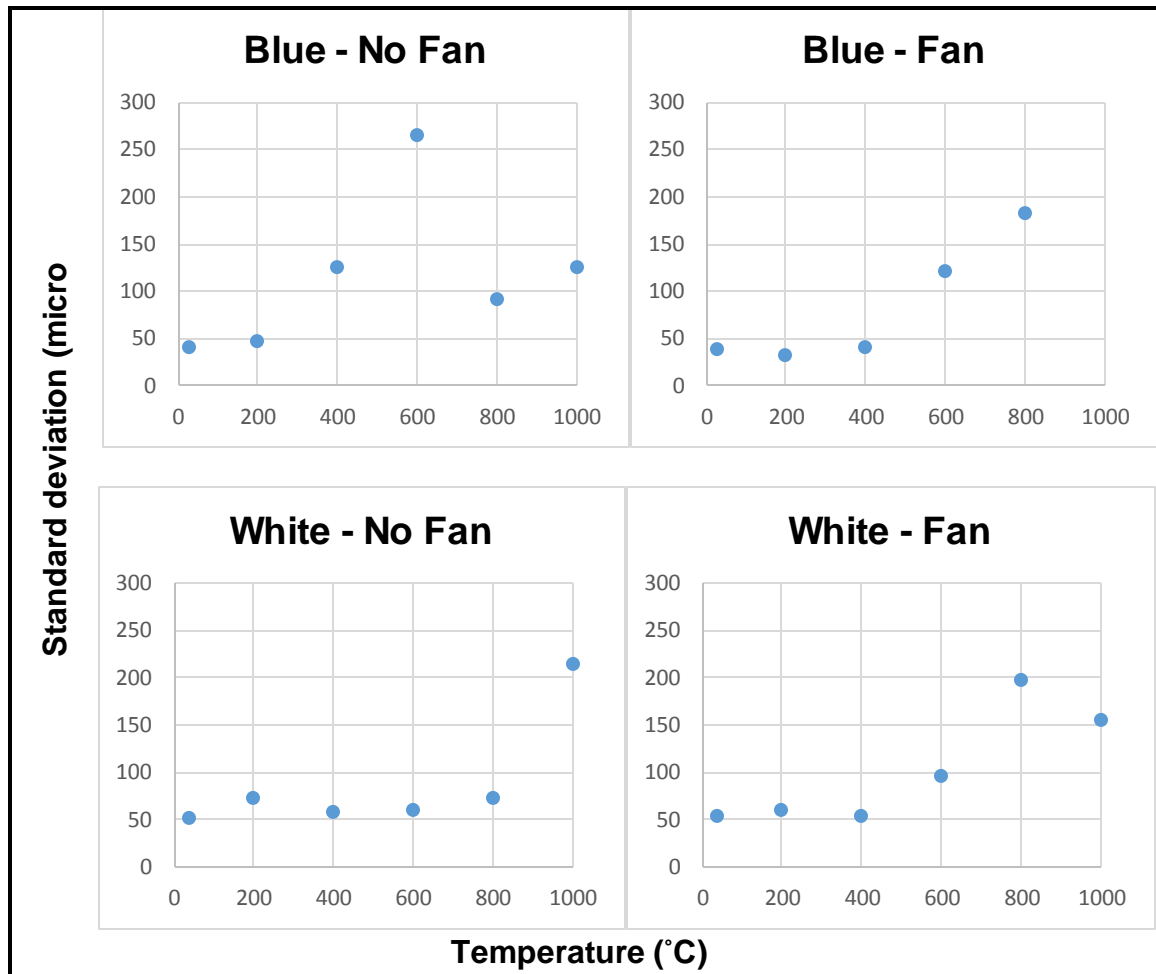 Standard deviation (micro
Blue - No Fan
300
250
200
150
100
50
0
0 200 400 600 800 1000
Blue - Fan
300
250
200
150
100
50
0
0 200 400 600 800 1000
White - No Fan
300
250
200
150
100
50
0
0 200 400 600 800 1000
White - Fan
300
250
200
150
100
50
0
0 200 400 600 800 1000
Temperature (˚C)